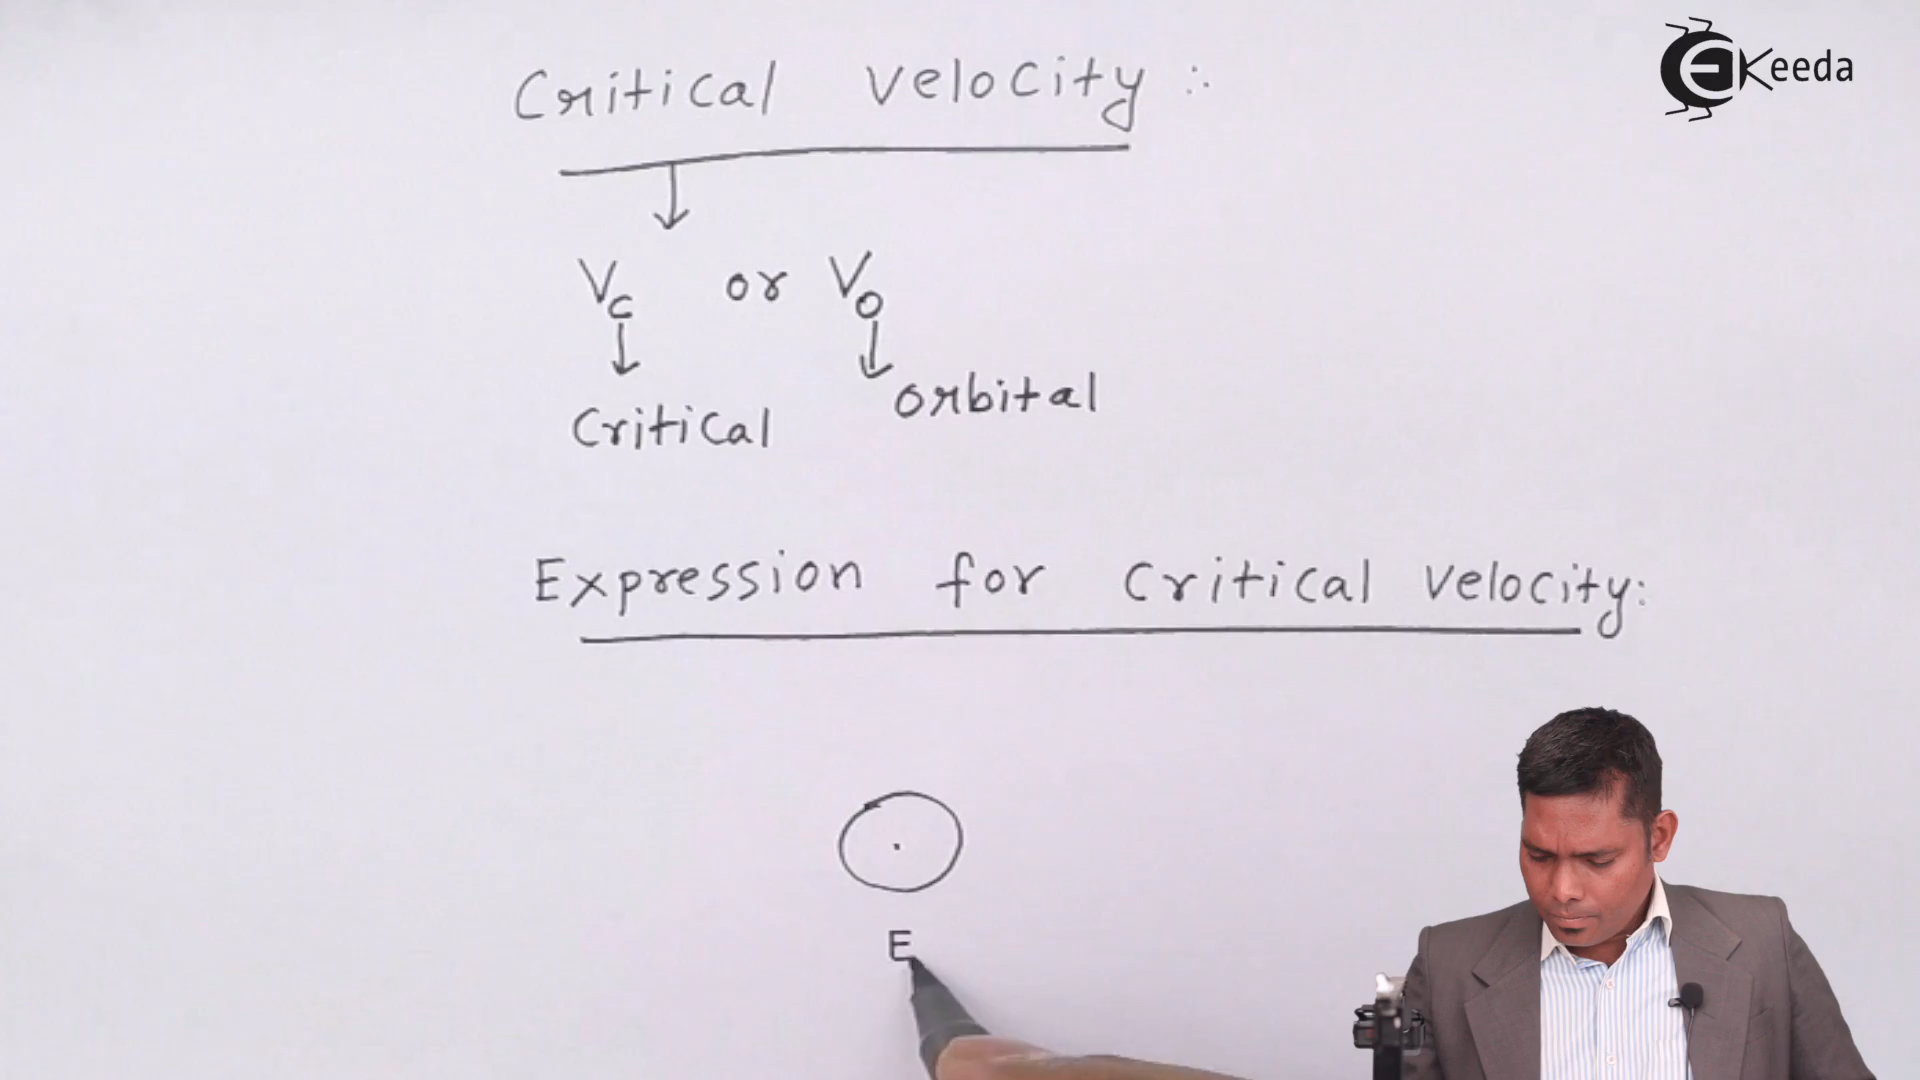 EKeeda
Critical velocity :
Vc or Vo
Critical
orbital
Expression for critical velocity:
E